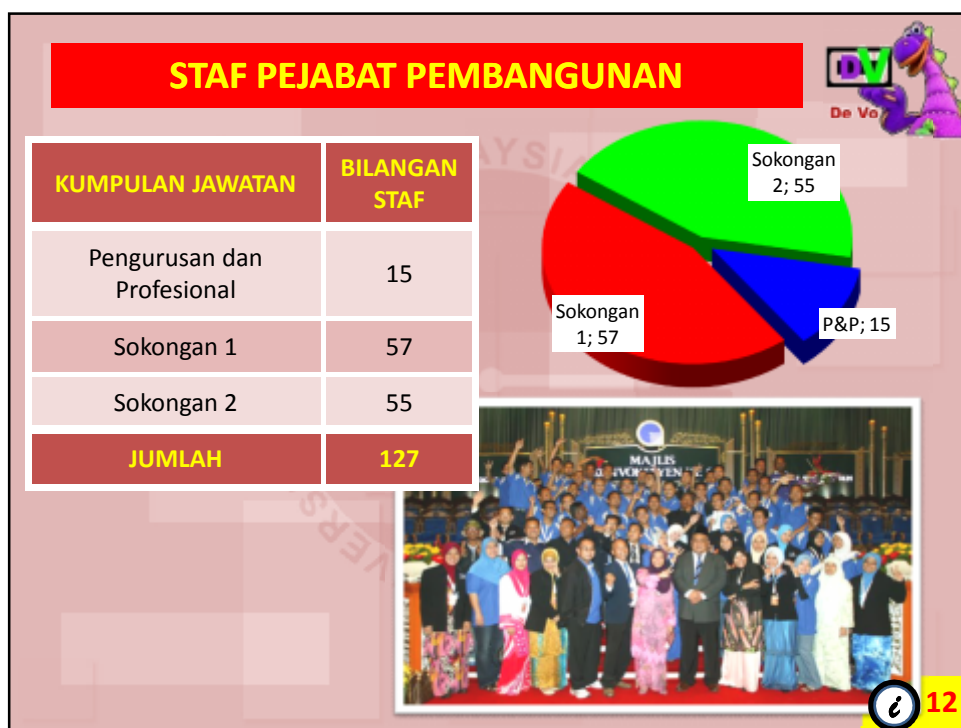 STAF PEJABAT PEMBANGUNAN
DV
De Vo
KUMPULAN JAWATAN
BILANGAN
STAF
Pengurusan dan
Profesional
15
Sokongan 1
57
Sokongan 2
55
JUMLAH
127
Sokongan
2; 55
Sokongan
1; 57
P&P; 15
MAJLIS
i
12